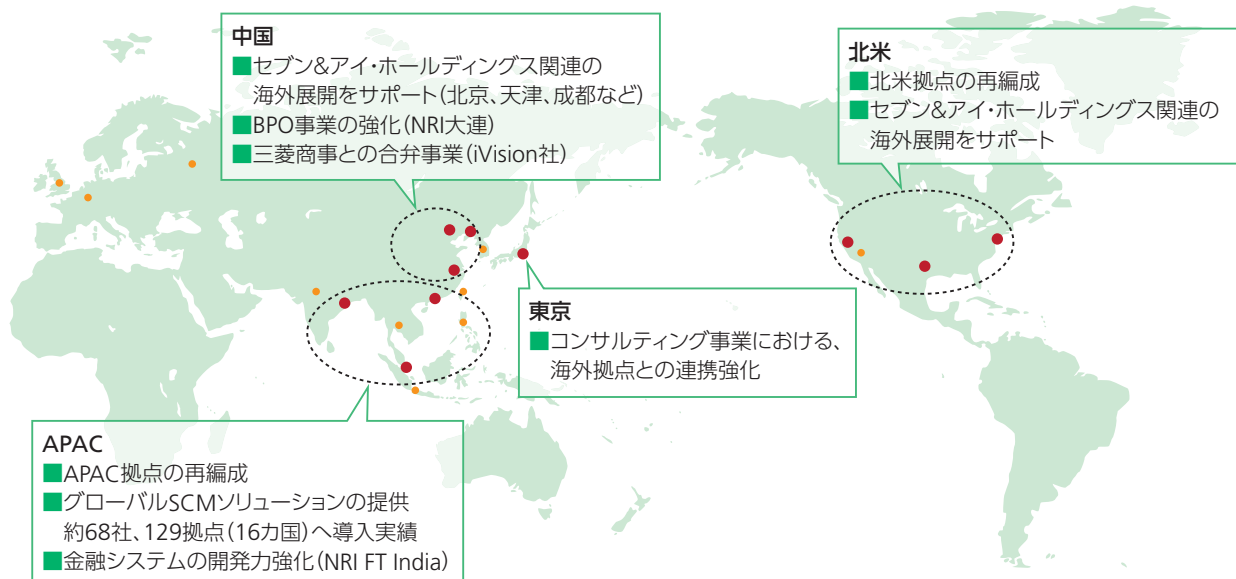 中国
■セブン&アイ・ホールディングス関連の
海外展開をサポート(北京、天津、成都など)
■BPO事業の強化(NRI大連)
■三菱商事との合弁事業(iVision社)
北米
■北米拠点の再編成
■セブン&アイ・ホールディングス関連の
海外展開をサポート
東京
■コンサルティング事業における、
海外拠点との連携強化
APAC
■APAC拠点の再編成
■グローバルSCMソリューションの提供
約68社、129拠点(16カ国)へ導入実績
■金融システムの開発力強化(NRI FT India)